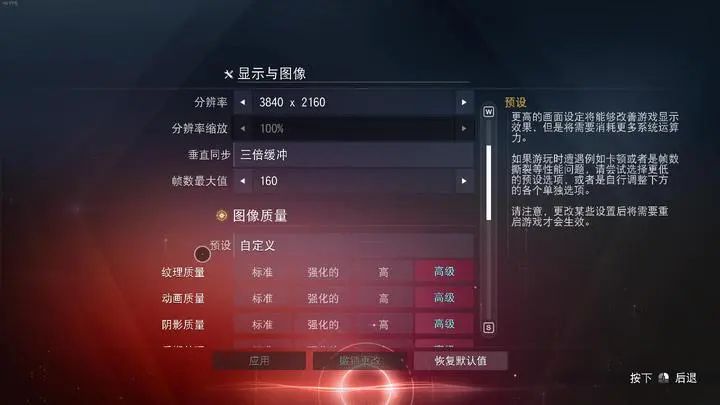 显示与图像
分辨率 3840 x 2160
分辨率缩放 100%
垂直同步 三倍缓冲
帧数最大值 160
图像质量
预设 自定义
纹理质量 标准 强化的 高 高级
动画质量 标准 强化的 高 高级
阴影质量 标准 强化的 高 高级
应用 撤销更改 恢复默认值
W
S
预设
更高的画面设定将能够改善游戏显示
效果，但是将需要消耗更多系统运算
力。
如果游玩时遭遇例如卡顿或者是帧数
撕裂等性能问题，请尝试选择更低
的预设选项，或者是自行调整下方
的各个单独选项。
请注意，更改某些设置后将需要重
启游戏才会生效。
按下 后退